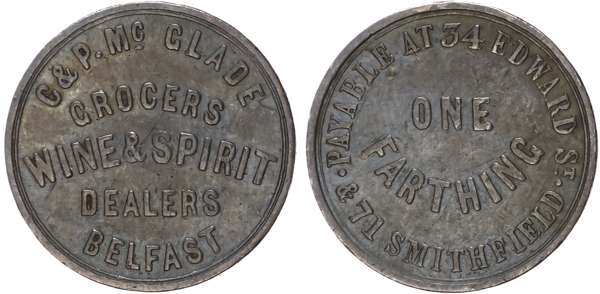 C & P. Mc GLADE
GROCERS
WINE & SPIRIT
DEALERS
BELFAST
· PAYABLE AT 34 EDWARD ST. & 71 SMITHFIELD
ONE
FARTHING